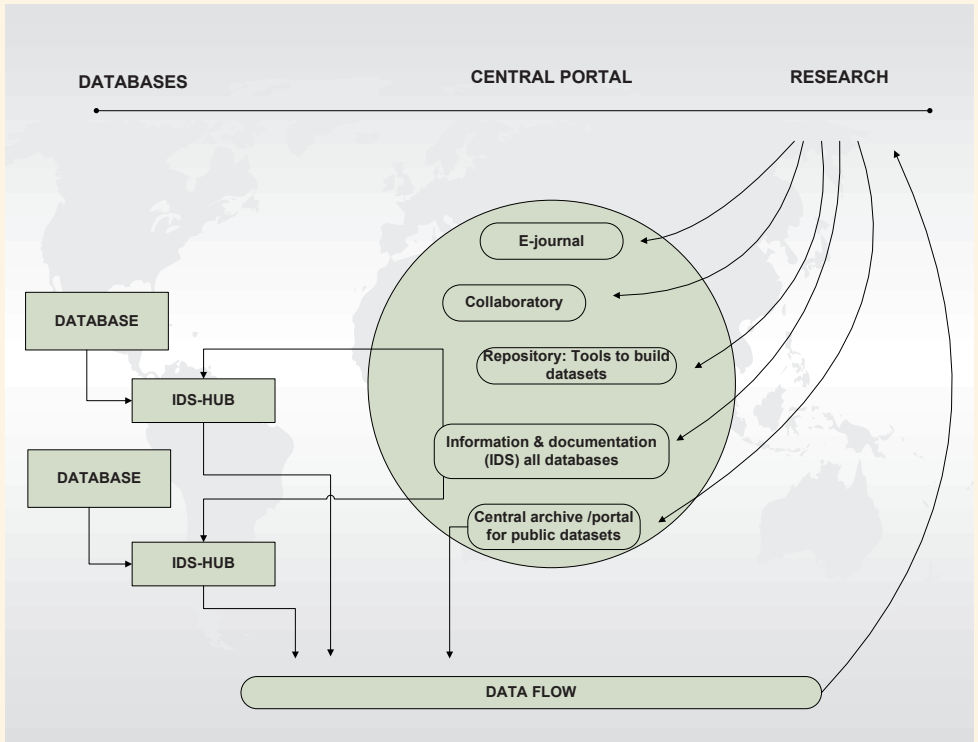 DATABASES
CENTRAL PORTAL
RESEARCH
E-journal
Collaboratory
Repository: Tools to build
datasets
Information & documentation
(IDS) all databases
Central archive /portal
for public datasets
DATABASE
IDS-HUB
DATABASE
IDS-HUB
DATA FLOW